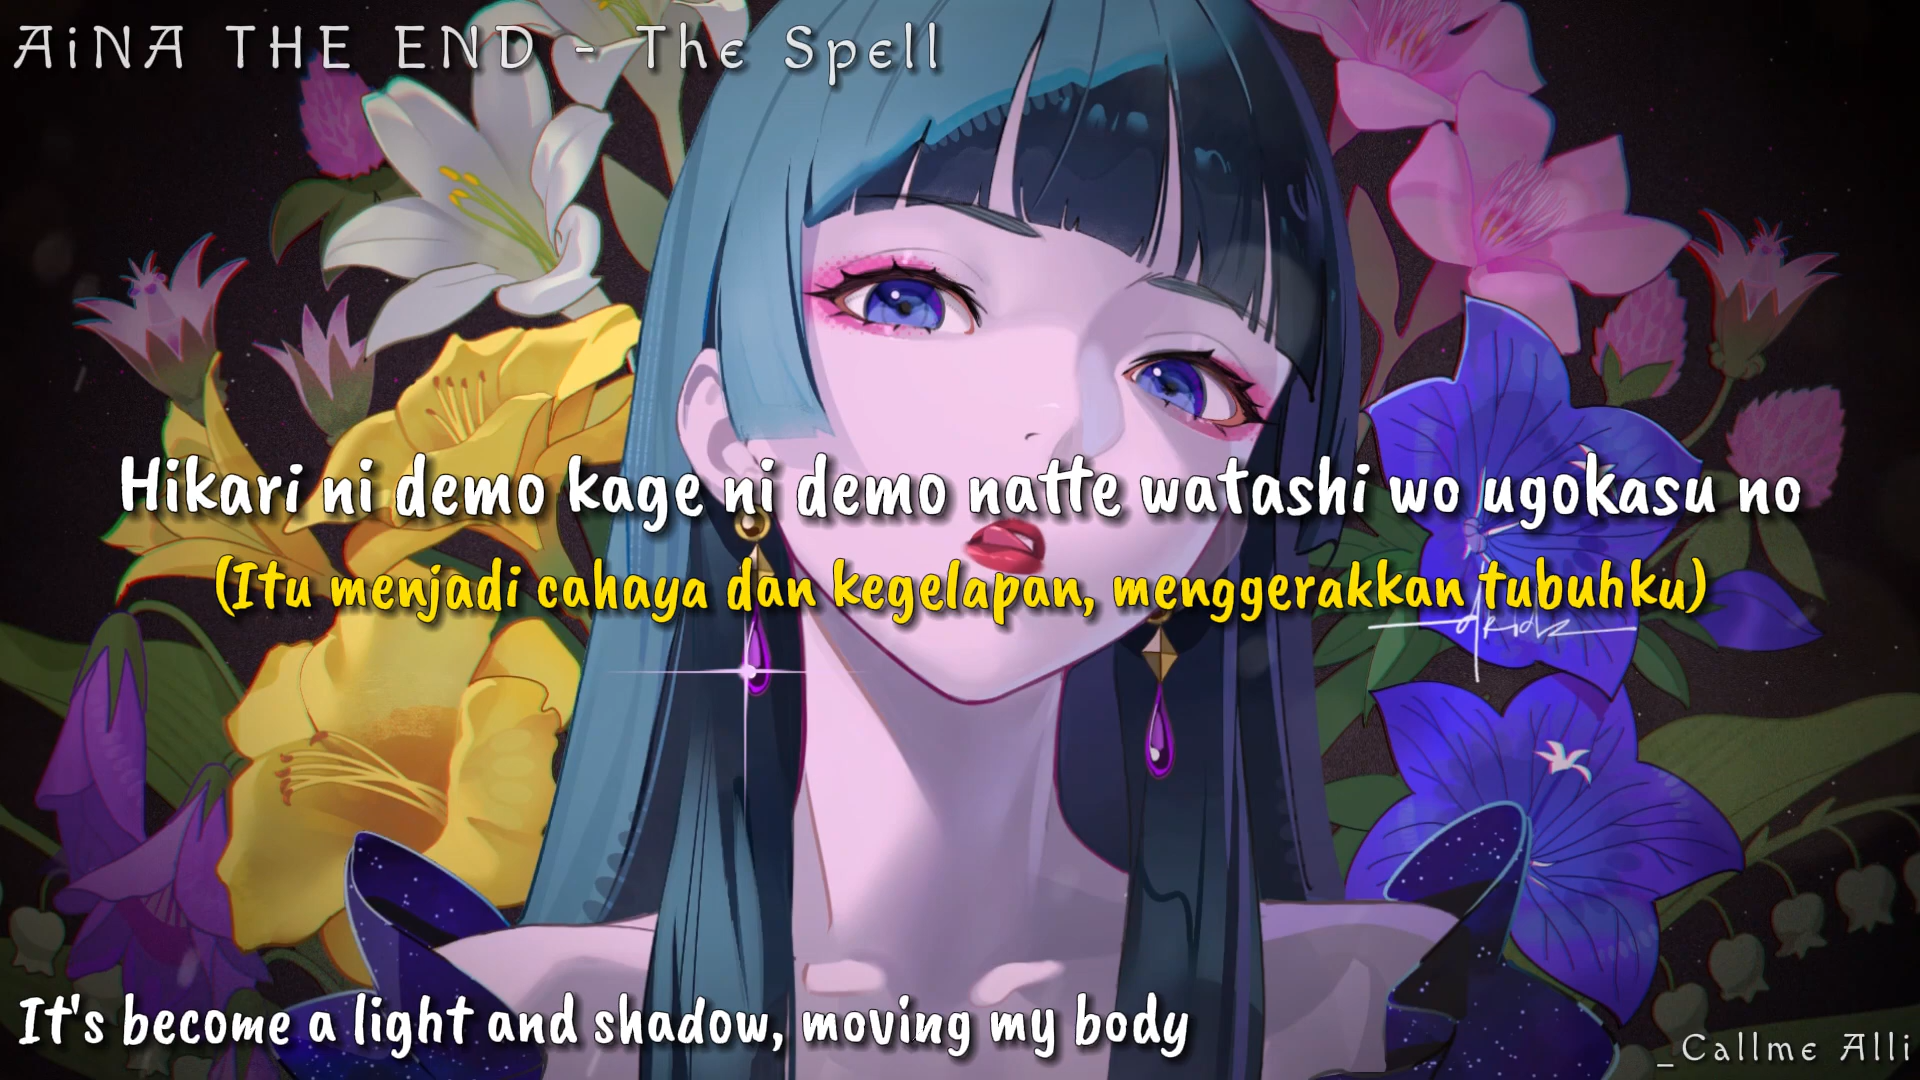 AiNA THE END - The Spell
Hikari ni demo kage ni demo natte watashi wo ugokasu no
(Itu menjadi cahaya dan kegelapan, menggerakkan tubuhku)
It's become a light and shadow, moving my body
_Callme Alli